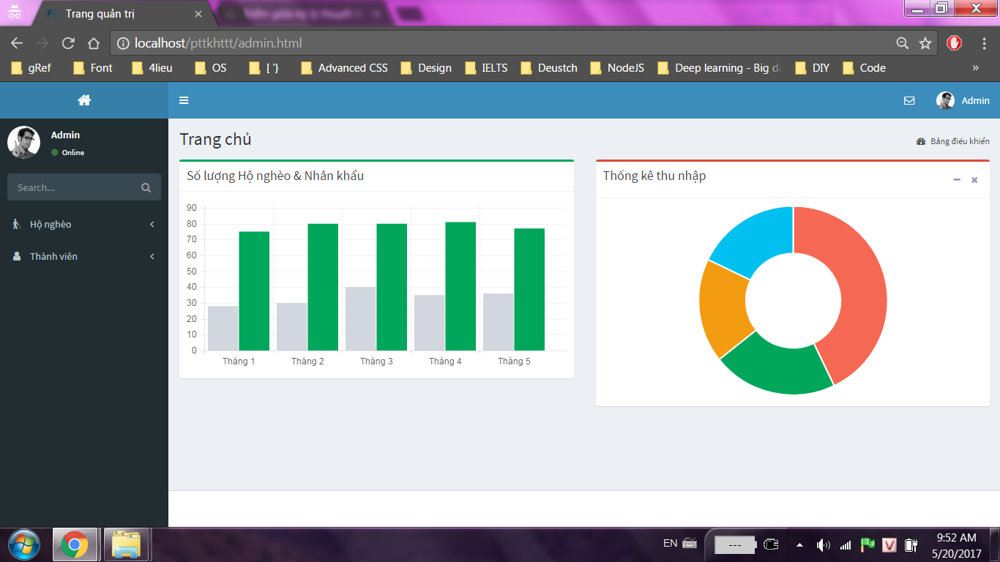 FC Trang quản trị
localhost/pttkhttt/admin.html
gRef Font 4lieu OS [ '} Advanced CSS Design IELTS Deustch NodeJS Deep learning - Big da DIY Code »
Admin
Admin
Online
Search...
Hộ nghèo
Thành viên
Trang chủ
Bảng điều khiển
Số lượng Hộ nghèo & Nhân khẩu
90
80
70
60
50
40
30
20
10
0
Tháng 1 Tháng 2 Tháng 3 Tháng 4 Tháng 5
Thống kê thu nhập
EN
---
V
9:52 AM
5/20/2017